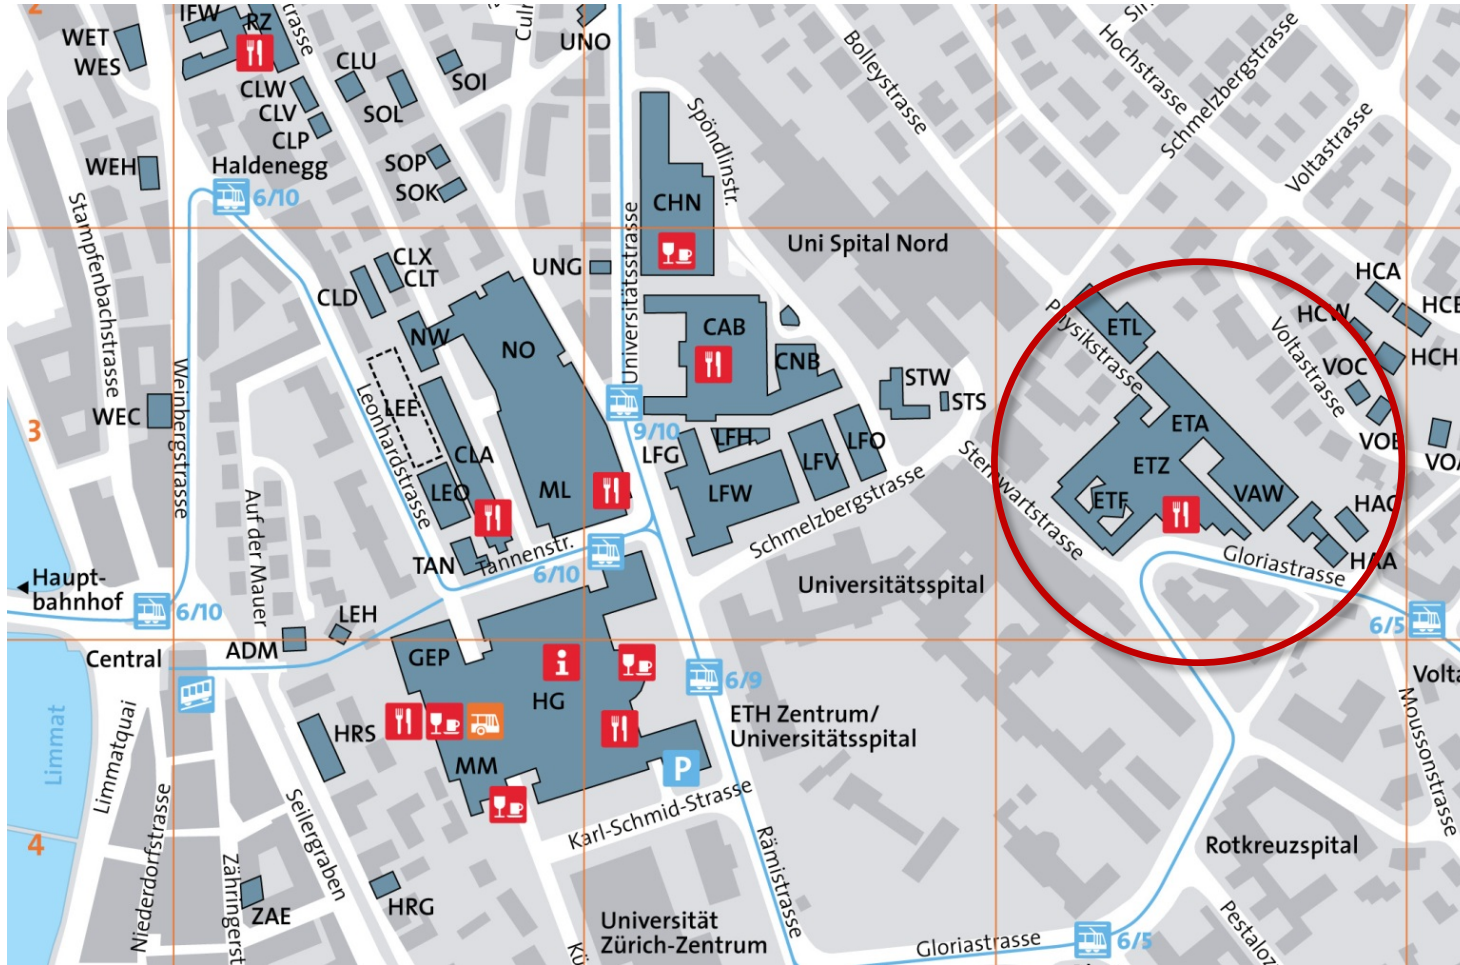 2
IFW
RZ
WET
WES
CLU
CLW
CLV
CLP
SOL
SOI
UNO
Haldenegg
WEH
SOP
SOK
6/10
Stampfenbachstrasse
Weinbergstrasse
Bolleystrasse
Hochstrasse
Schmelzbergstrasse
Voltastrasse
Spöndlinstr.
CHN
Universitätsstrasse
Uni Spital Nord
UNG
CLX
CLT
CLD
NW
NO
CAB
CNB
ETL
Physikstrasse
Voltastrasse
HCA
HCW
HCH
VOC
STW
STS
3
WEC
LEE
Leonhardstrasse
CLA
9/10
LFG
LFH
LFV
LFO
LFW
ETA
ETZ
ETF
VAW
VOB
HAC
HAA
LEO
ML
Auf der Mauer
TAN
Tannenstr.
6/10
Schmelzbergstrasse
Sternwartstrasse
Gloriastrasse
Haupt-
bahnhof
6/10
LEH
Universitätsspital
6/5
Central
ADM
GEP
HG
i
6/9
ETH Zentrum/
Universitätsspital
HRS
MM
P
Limmat
Limmatquai
Niederdorfstrasse
Seilergraben
Karl-Schmid-Strasse
Rämistrasse
Moussonstrasse
4
ZAE
HRG
Rotkreuzspital
Universität
Zürich-Zentrum
Gloriastrasse
6/5